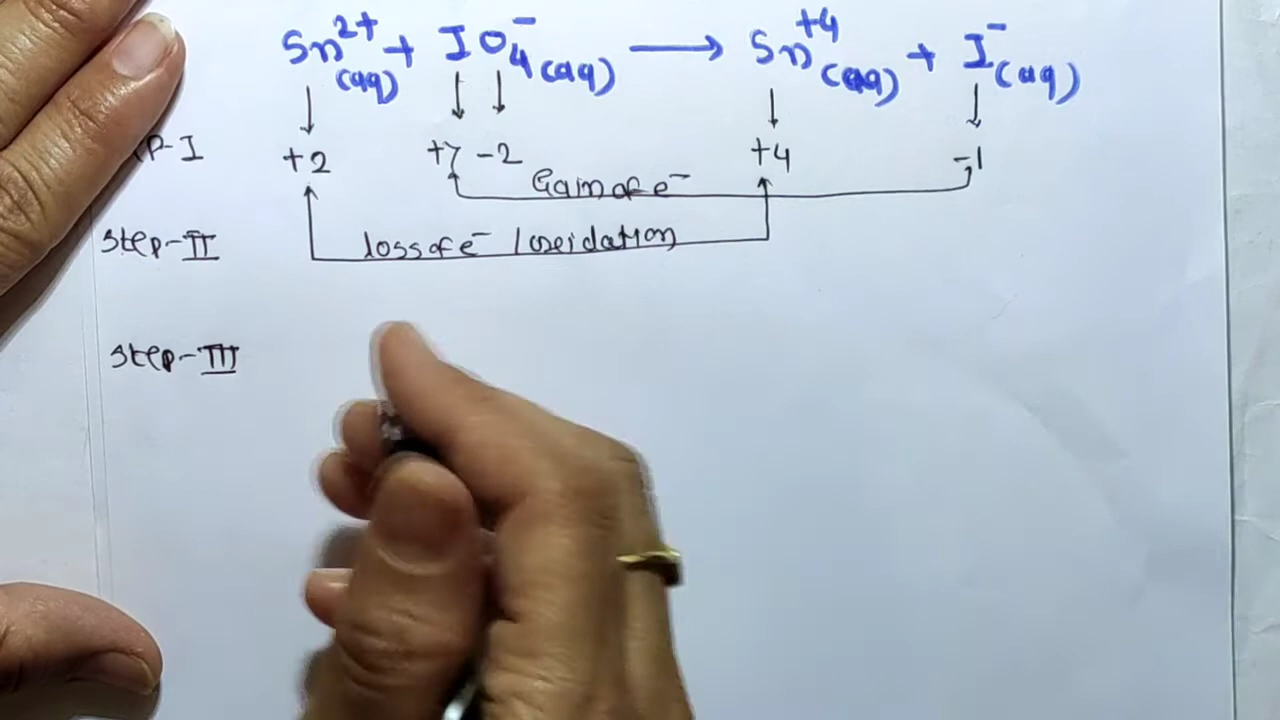 Sn²⁺(aq) + IO₄⁻(aq) ⟶ Sn⁺⁴(aq) + I⁻(aq)
P-I +2 +7 -2 +4 -1
Gain of e⁻
Step-II loss of e⁻ / oxidation
Step-III